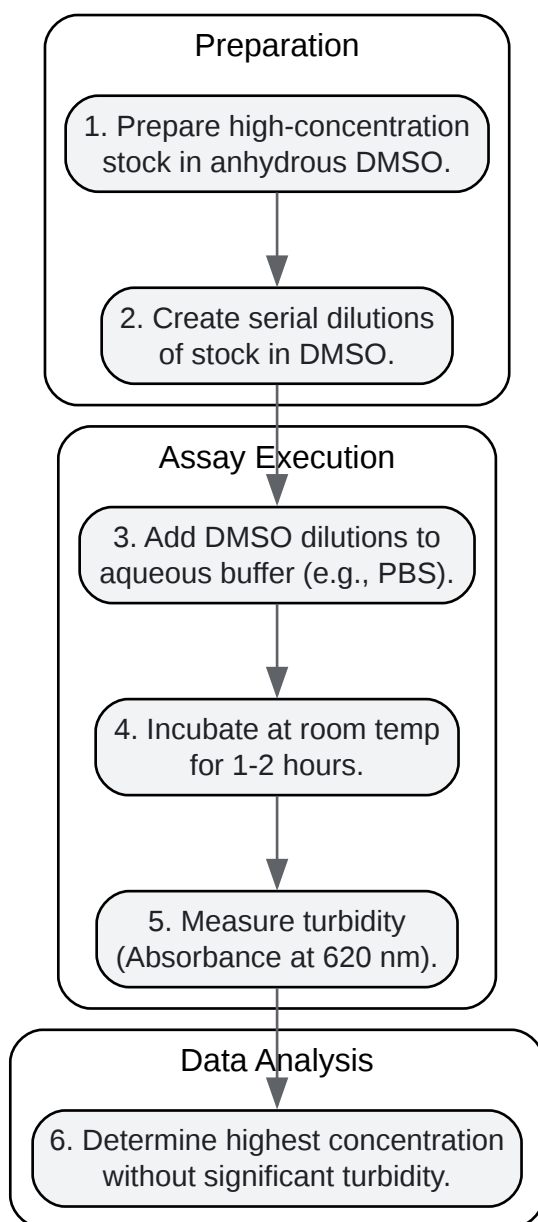 Preparation
1. Prepare high-concentration
stock in anhydrous DMSO.
2. Create serial dilutions
of stock in DMSO.
Assay Execution
3. Add DMSO dilutions to
aqueous buffer (e.g., PBS).
4. Incubate at room temp
for 1-2 hours.
5. Measure turbidity
(Absorbance at 620 nm).
Data Analysis
6. Determine highest concentration
without significant turbidity.